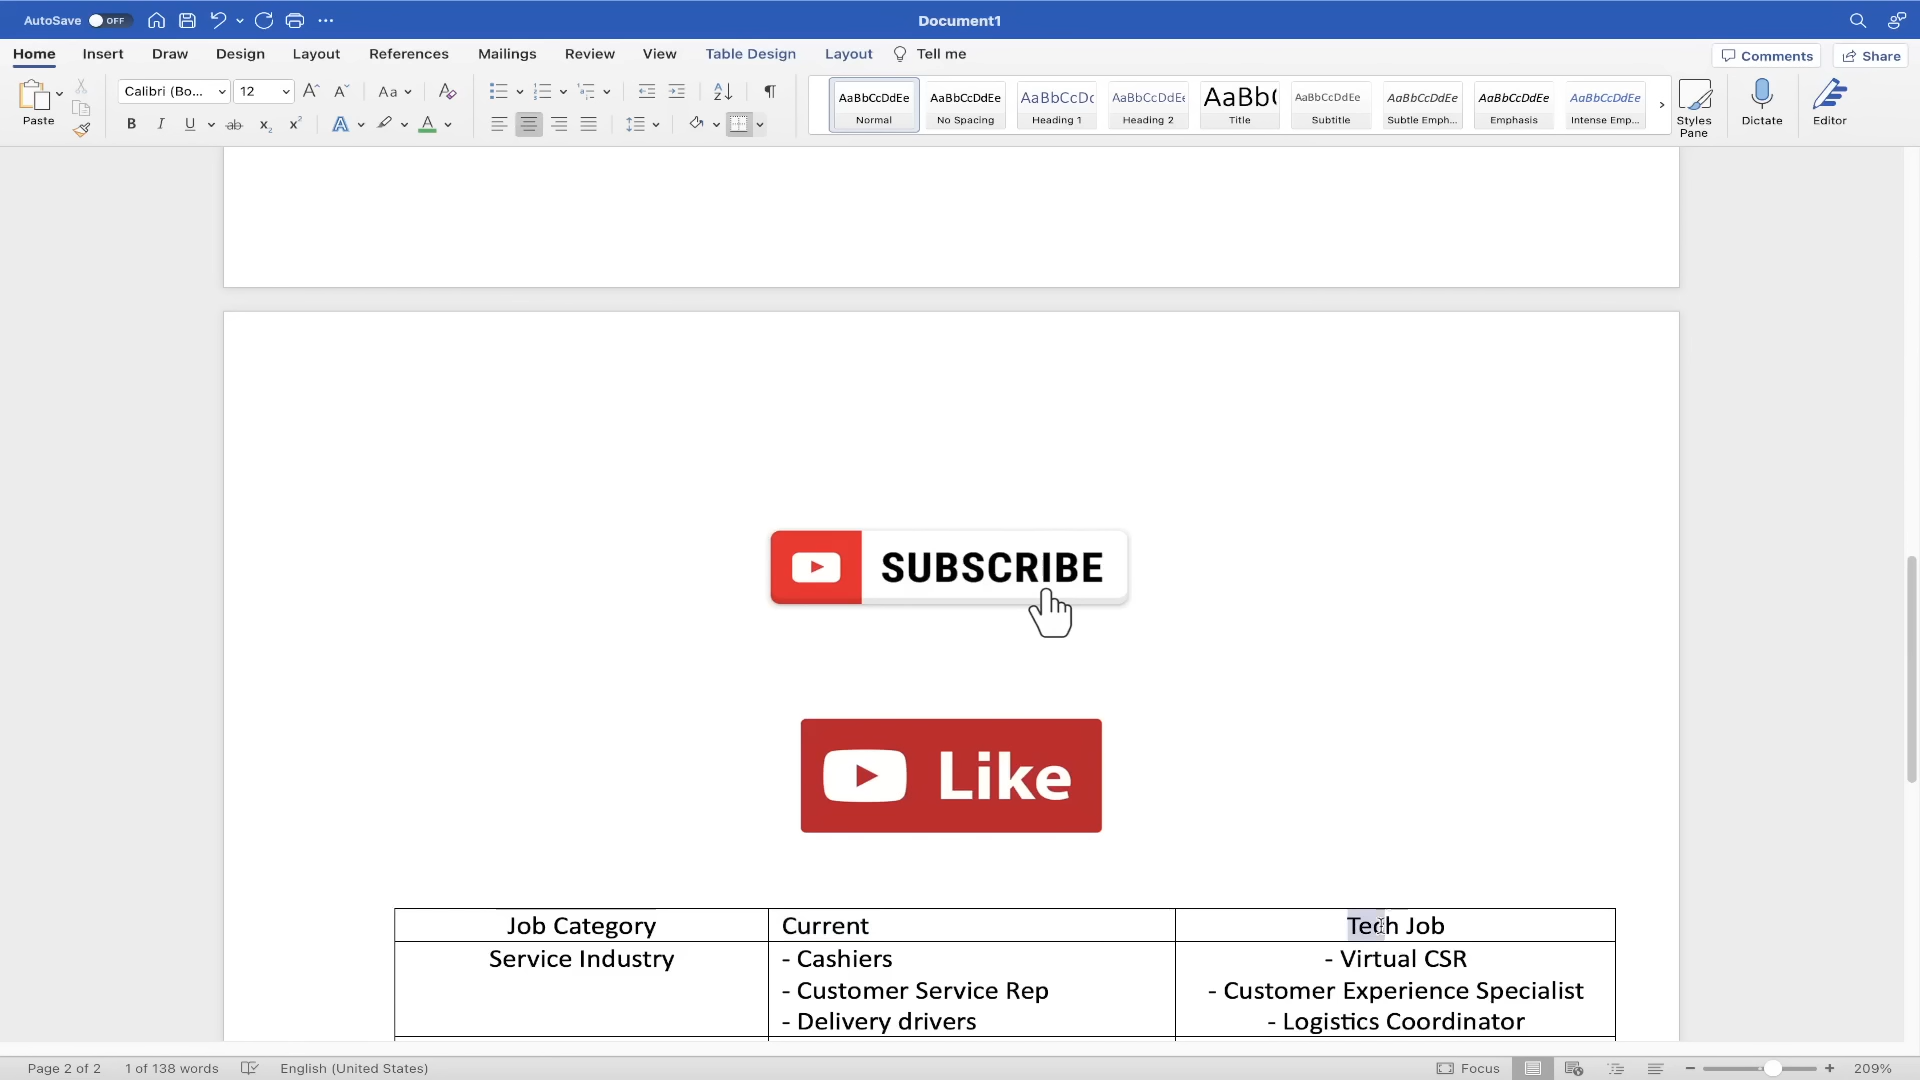 AutoSave OFF Document1
Home Insert Draw Design Layout References Mailings Review View Table Design Layout Tell me Comments Share
Paste Calibri (Bo... 12 Aa
B I U ab x₂ x² A A
AaBbCcDdEe AaBbCcDdEe AaBbCcDc AaBbCcDdEe AaBb( AaBbCcDdEe AaBbCcDdEe AaBbCcDdEe AaBbCcDdEe
Normal No Spacing Heading 1 Heading 2 Title Subtitle Subtle Emph... Emphasis Intense Emp... Styles Pane Dictate Editor
SUBSCRIBE
Like
Job Category Current Tech Job
Service Industry - Cashiers - Virtual CSR
- Customer Service Rep - Customer Experience Specialist
- Delivery drivers - Logistics Coordinator
Page 2 of 2 1 of 138 words English (United States) Focus 209%